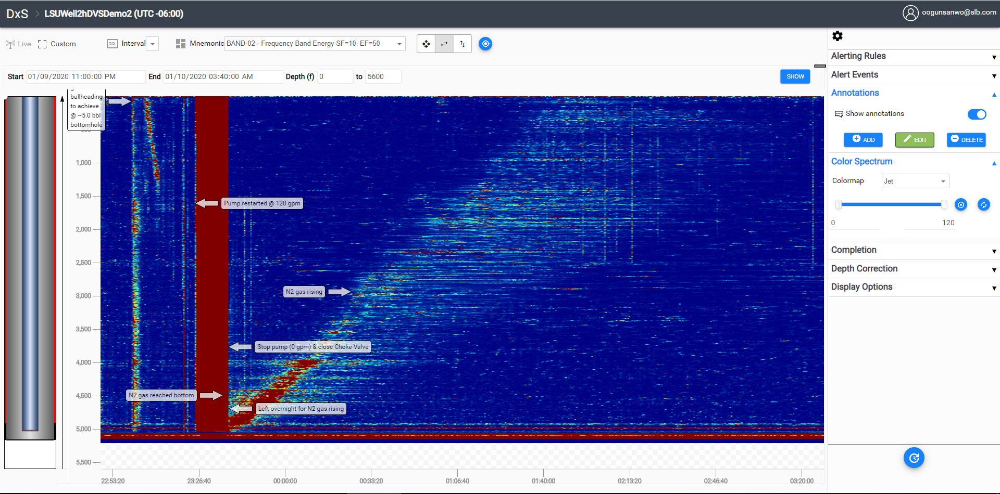 DxS > LSUWell2hDVSDemo2 (UTC -06:00)
oogunsanwo@slb.com
Live
Custom
T/D
Interval
Mnemonic
BAND-02 - Frequency Band Energy SF=10, EF=50
Start 01/09/2020 11:00:00 PM End 01/10/2020 03:40:00 AM Depth (f) 0 to 5600
SHOW
bullheading
to achieve
@ ~5.0 bbl
bottomhole
500
1,000
1,500
2,000
2,500
3,000
3,500
4,000
4,500
5,000
5,500
Pump restarted @ 120 gpm
N2 gas rising
Stop pump (0 gpm) & close Choke Valve
N2 gas reached bottom
Left overnight for N2 gas rising
22:53:20
23:26:40
00:00:00
00:33:20
01:06:40
01:40:00
02:13:20
02:46:40
03:20:00
Alerting Rules
Alert Events
Annotations
Show annotations
ADD
EDIT
DELETE
Color Spectrum
Colormap
Jet
0
120
Completion
Depth Correction
Display Options